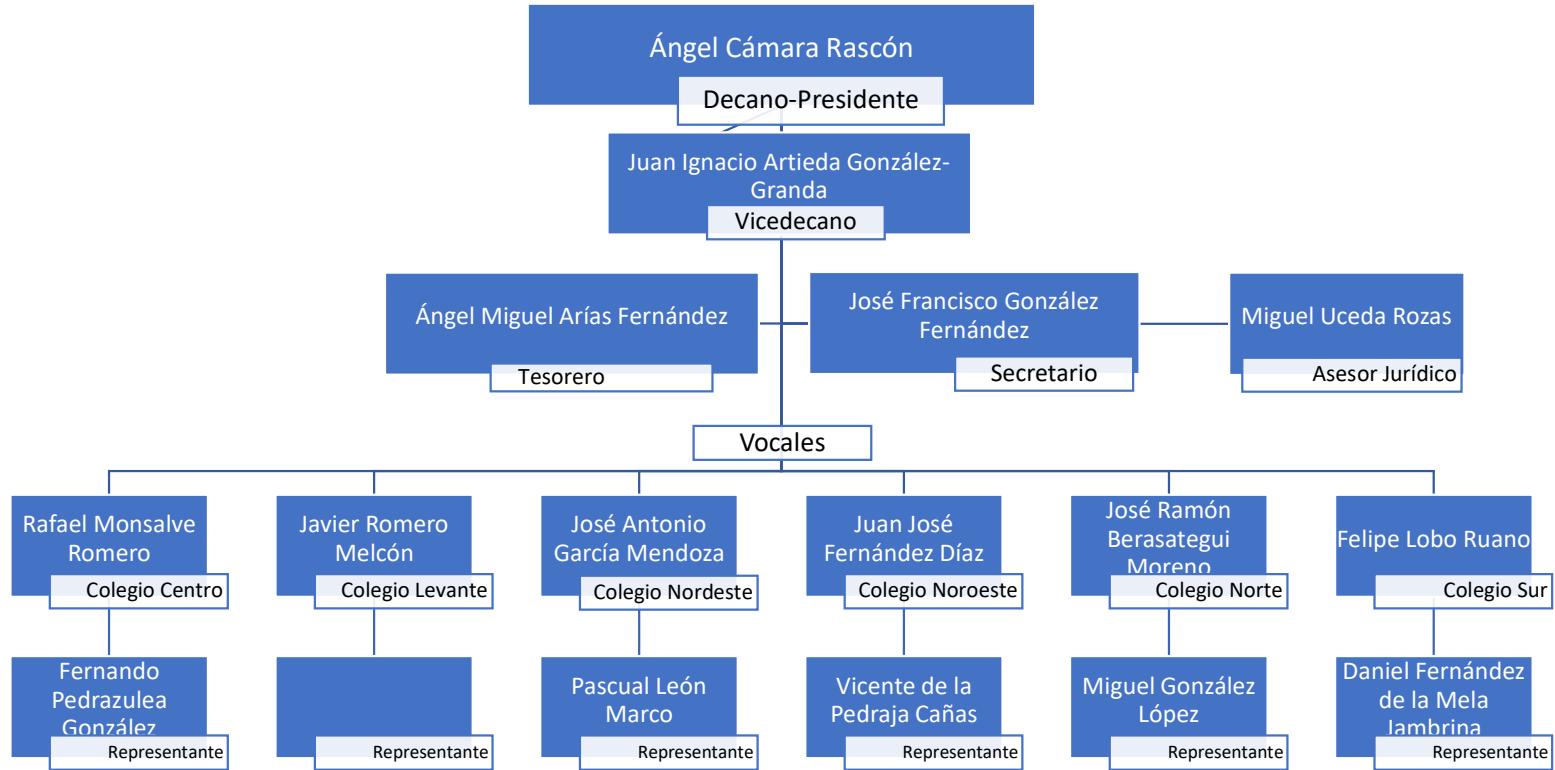 Ángel Cámara Rascón
Decano-Presidente
Juan Ignacio Artieda González-
Granda
Vicedecano
Ángel Miguel Arías Fernández
Tesorero
José Francisco González
Fernández
Secretario
Miguel Uceda Rozas
Asesor Jurídico
Vocales
Rafael Monsalve
Romero
Colegio Centro
Javier Romero
Melcón
Colegio Levante
José Antonio
García Mendoza
Colegio Nordeste
Juan José
Fernández Díaz
Colegio Noroeste
José Ramón
Berasategui
Moreno
Colegio Norte
Felipe Lobo Ruano
Colegio Sur
Fernando
Pedrazulea
González
Representante
Representante
Pascual León
Marco
Representante
Vicente de la
Pedraja Cañas
Representante
Miguel González
López
Representante
Daniel Fernández
de la Mela
Jambrina
Representante